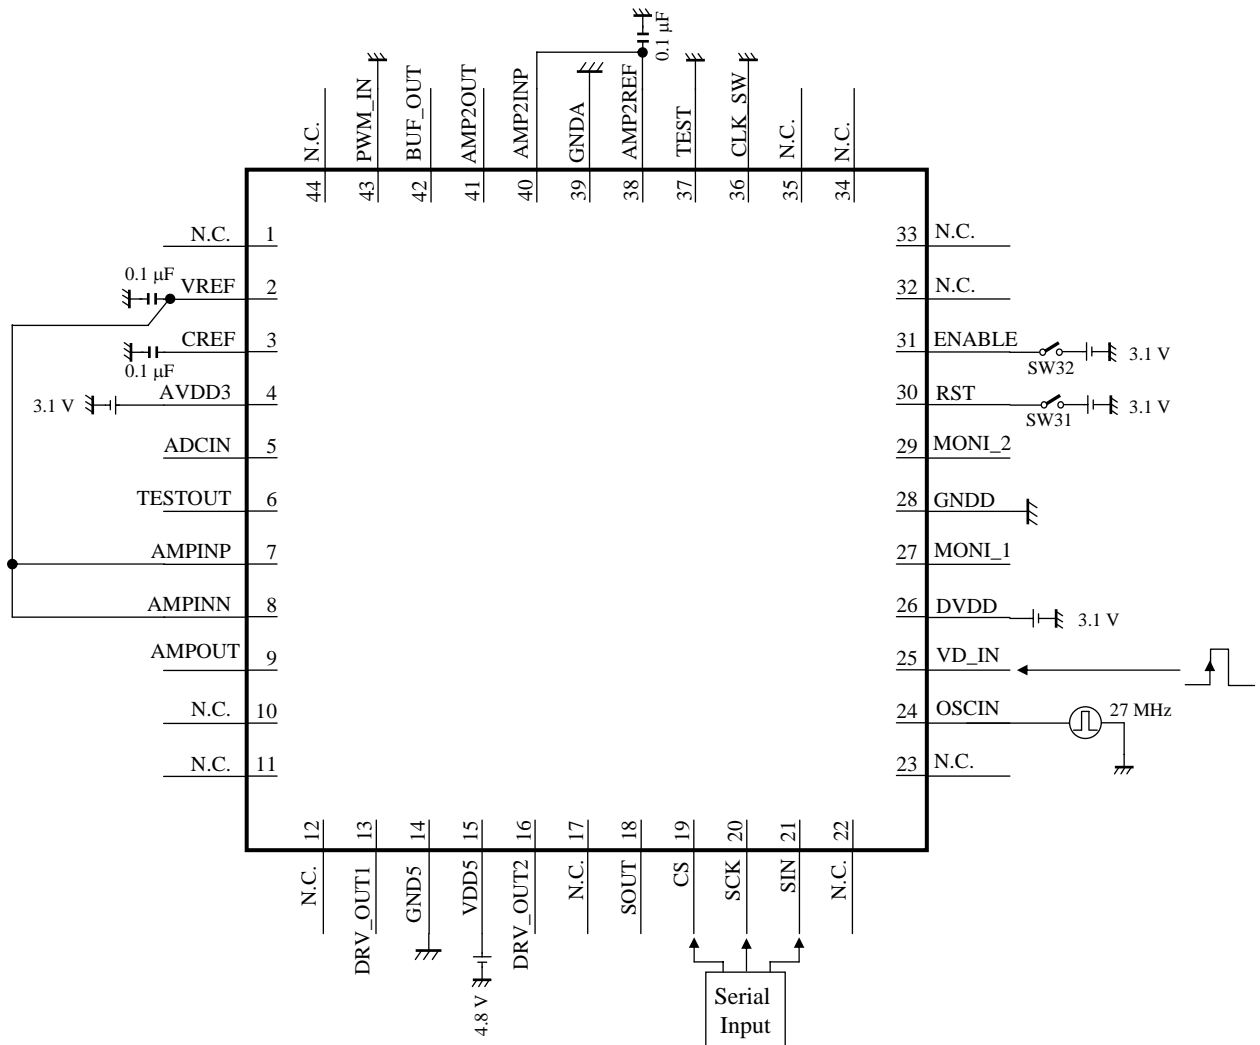 0.1 µF
N.C.
PWM_IN
BUF_OUT
AMP2OUT
AMP2INP
GNDA
AMP2REF
TEST
CLK_SW
N.C.
N.C.
44
43
42
41
40
39
38
37
36
35
34
N.C. 1
0.1 µF
VREF 2
CREF 3
0.1 µF
3.1 V
AVDD3 4
ADCIN 5
TESTOUT 6
AMPINP 7
AMPINN 8
AMPOUT 9
N.C. 10
N.C. 11
33 N.C.
32 N.C.
31 ENABLE
SW32
3.1 V
30 RST
SW31
3.1 V
29 MONI_2
28 GNDD
27 MONI_1
26 DVDD
3.1 V
25 VD_IN
24 OSCIN
27 MHz
23 N.C.
12
13
14
15
16
17
18
19
20
21
22
N.C.
DRV_OUT1
GND5
VDD5
DRV_OUT2
N.C.
SOUT
CS
SCK
SIN
N.C.
4.8 V
Serial
Input